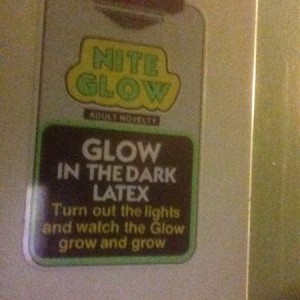 NITE
GLOW
ADULT NOVELTY
GLOW
IN THE DARK
LATEX
Turn out the lights
and watch the Glow
grow and grow